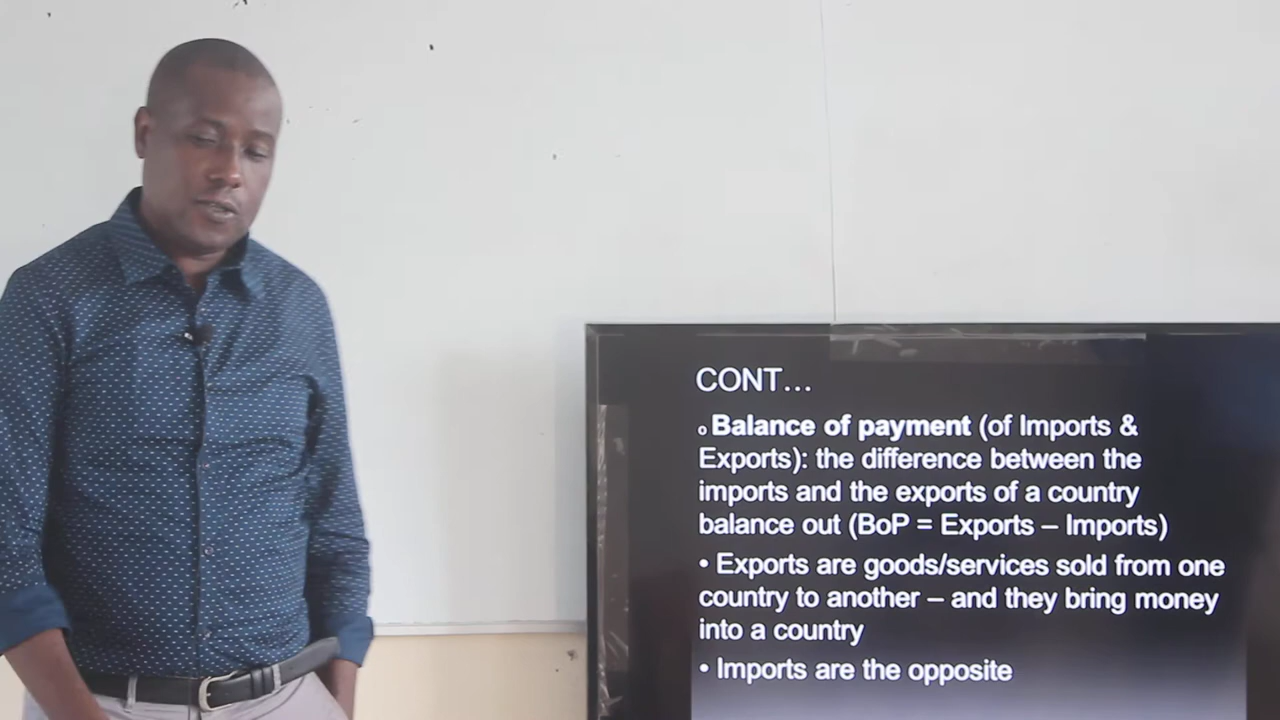 CONT…
o Balance of payment (of Imports &
Exports): the difference between the
imports and the exports of a country
balance out (BoP = Exports – Imports)
• Exports are goods/services sold from one
country to another – and they bring money
into a country
• Imports are the opposite